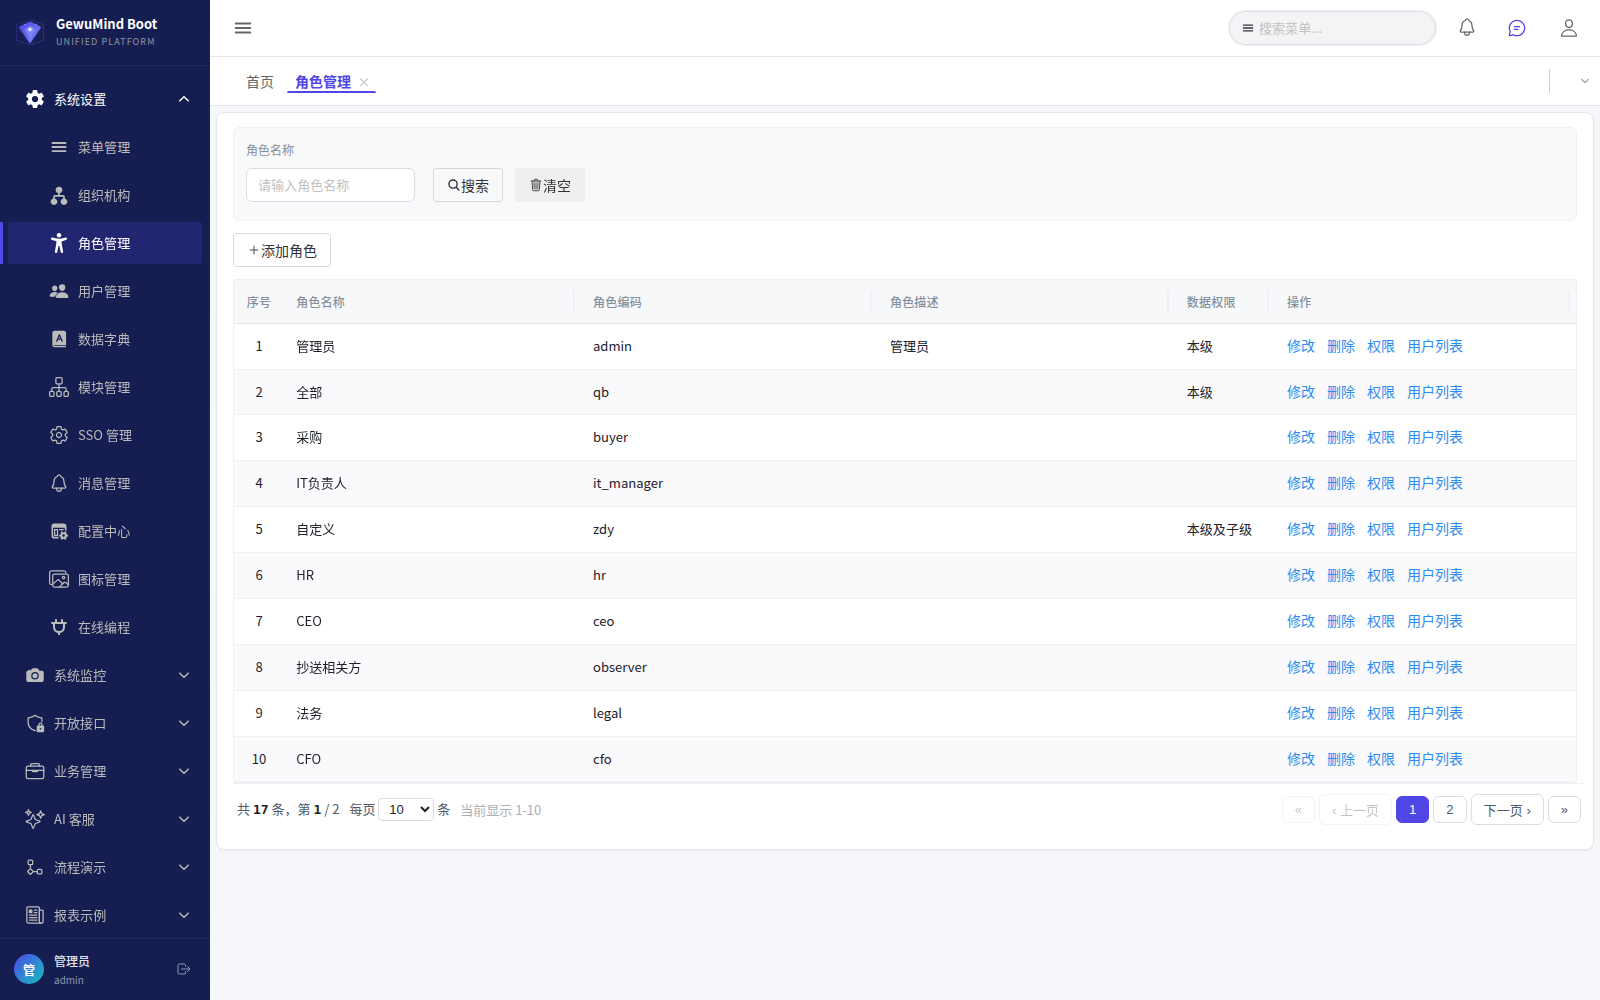 GewuMind Boot
UNIFIED PLATFORM
系统设置
菜单管理
组织机构
角色管理
用户管理
数据字典
模块管理
SSO 管理
消息管理
配置中心
图标管理
在线编程
系统监控
开放接口
业务管理
AI 客服
流程演示
报表示例
管
管理员
admin
搜索菜单...
首页 角色管理
角色名称
请输入角色名称 搜索 清空
添加角色
序号 角色名称 角色编码 角色描述 数据权限 操作
1 管理员 admin 管理员 本级 修改 删除 权限 用户列表
2 全部 qb 本级 修改 删除 权限 用户列表
3 采购 buyer 修改 删除 权限 用户列表
4 IT负责人 it_manager 修改 删除 权限 用户列表
5 自定义 zdy 本级及子级 修改 删除 权限 用户列表
6 HR hr 修改 删除 权限 用户列表
7 CEO ceo 修改 删除 权限 用户列表
8 抄送相关方 observer 修改 删除 权限 用户列表
9 法务 legal 修改 删除 权限 用户列表
10 CFO cfo 修改 删除 权限 用户列表
共 17 条，第 1 / 2 每页 10 条 当前显示 1-10 « ‹ 上一页 1 2 下一页 › »